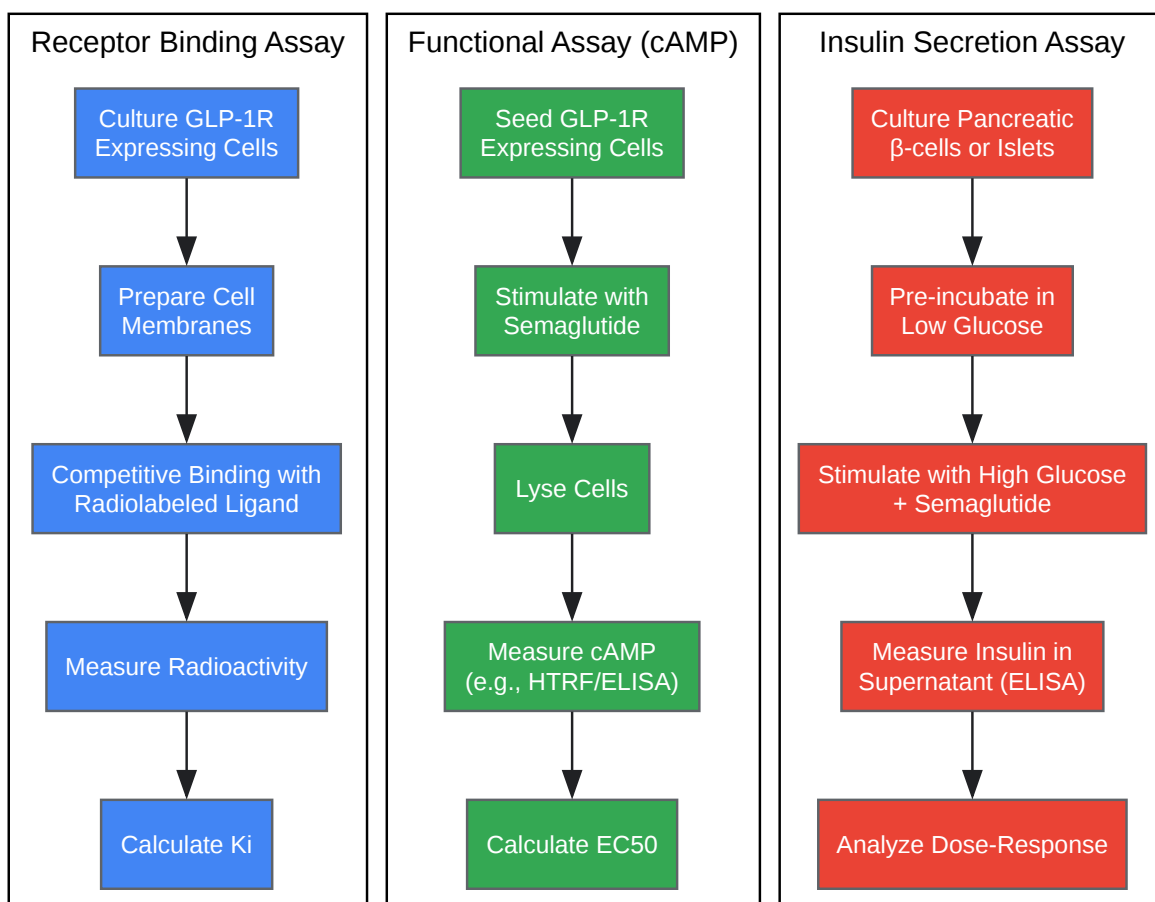 Receptor Binding Assay
Culture GLP-1R
Expressing Cells
Prepare Cell
Membranes
Competitive Binding with
Radiolabeled Ligand
Measure Radioactivity
Calculate Ki
Functional Assay (cAMP)
Seed GLP-1R
Expressing Cells
Stimulate with
Semaglutide
Lyse Cells
Measure cAMP
(e.g., HTRF/ELISA)
Calculate EC50
Insulin Secretion Assay
Culture Pancreatic
β-cells or Islets
Pre-incubate in
Low Glucose
Stimulate with High Glucose
+ Semaglutide
Measure Insulin in
Supernatant (ELISA)
Analyze Dose-Response